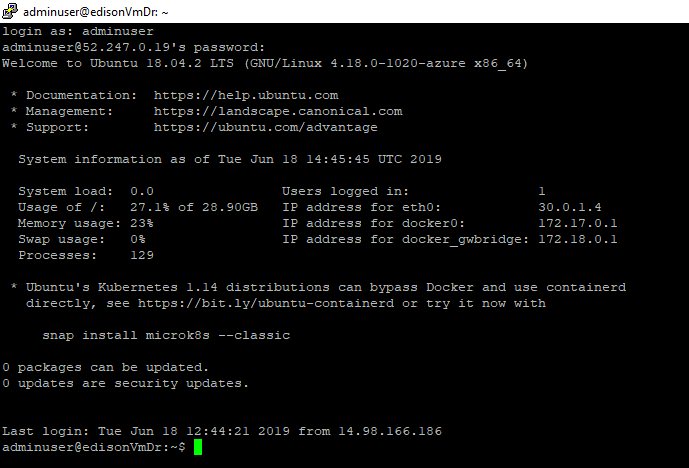 adminuser@edisonVmDr: ~
login as: adminuser
adminuser@52.247.0.19's password:
Welcome to Ubuntu 18.04.2 LTS (GNU/Linux 4.18.0-1020-azure x86_64)
* Documentation:  https://help.ubuntu.com
* Management:     https://landscape.canonical.com
* Support:        https://ubuntu.com/advantage
System information as of Tue Jun 18 14:45:45 UTC 2019
System load:  0.0                Users logged in:                1
Usage of /:   27.1% of 28.90GB   IP address for eth0:            30.0.1.4
Memory usage: 23%                IP address for docker0:         172.17.0.1
Swap usage:   0%                 IP address for docker_gwbridge: 172.18.0.1
Processes:    129
* Ubuntu's Kubernetes 1.14 distributions can bypass Docker and use containerd
directly, see https://bit.ly/ubuntu-containerd or try it now with
snap install microk8s --classic
0 packages can be updated.
0 updates are security updates.
Last login: Tue Jun 18 12:44:21 2019 from 14.98.166.186
adminuser@edisonVmDr:~$